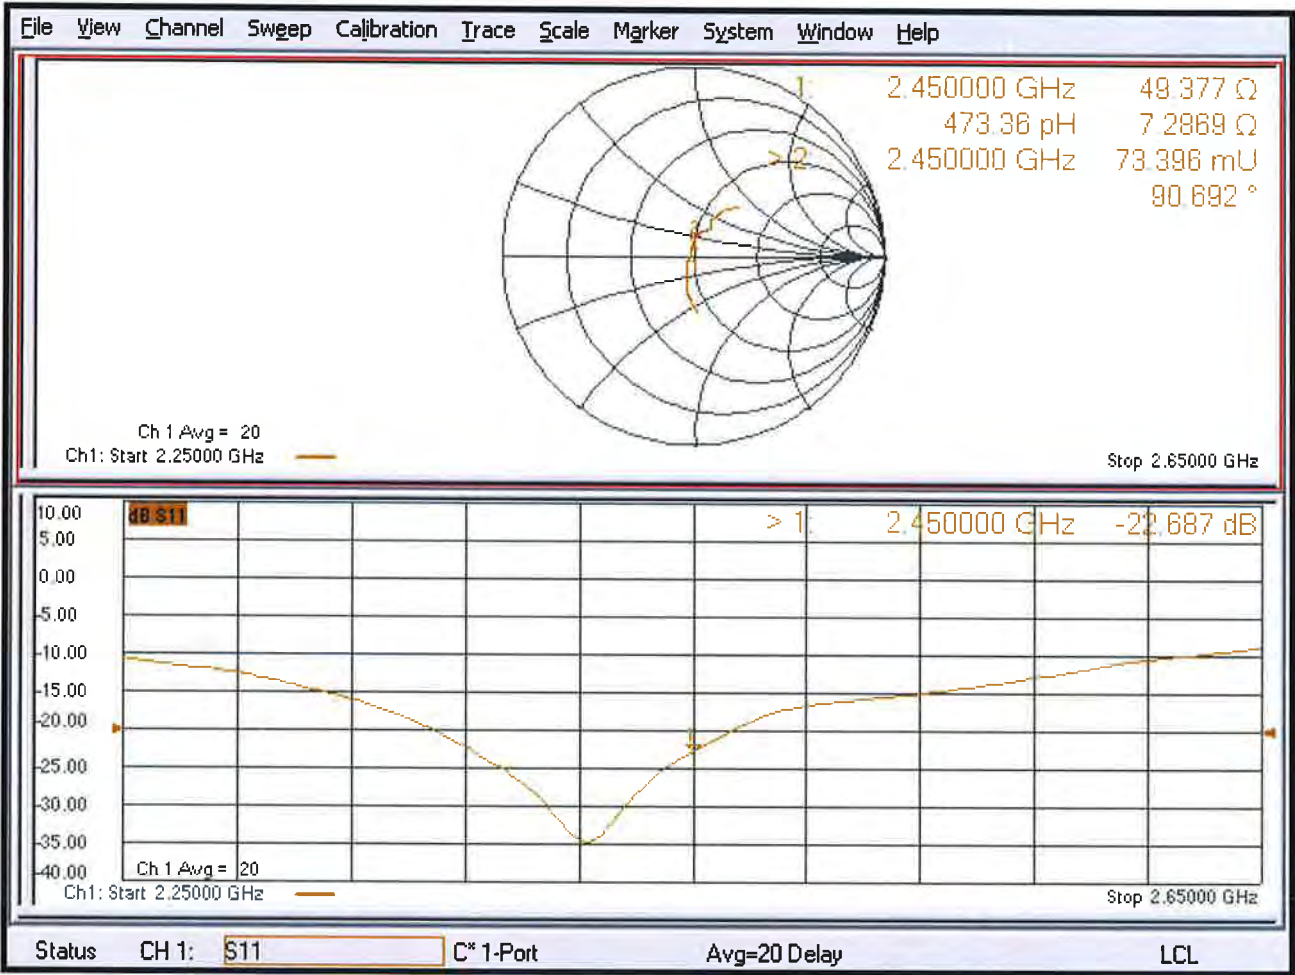 File View Channel Sweep Calibration Trace Scale Marker System Window Help
1: 2.450000 GHz 49.377 Ω
473.36 pH 7.2869 Ω
> 2: 2.450000 GHz 73.396 mU
90.692 °
Ch 1 Avg = 20
Ch1: Start 2.25000 GHz
Stop 2.65000 GHz
10.00
dB S11
> 1: 2.450000 GHz -22.687 dB
5.00
0.00
-5.00
-10.00
-15.00
-20.00
-25.00
-30.00
-35.00
-40.00
1
Ch 1 Avg = 20
Ch1: Start 2.25000 GHz
Stop 2.65000 GHz
Status CH 1: S11 C* 1-Port Avg=20 Delay LCL